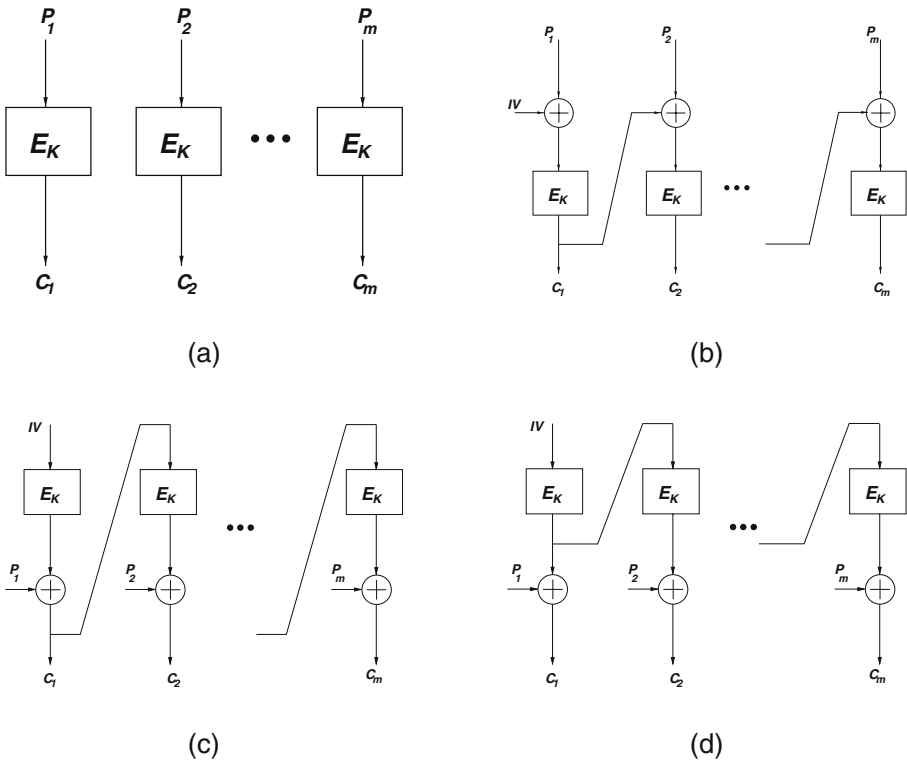 P1 P2 Pm
EK EK ••• EK
C1 C2 Cm
(a)
P1 P2 Pm
IV
EK EK ••• EK
C1 C2 Cm
(b)
IV
EK EK EK
•••
P1 P2 Pm
C1 C2 Cm
(c)
IV
EK EK EK
•••
P1 P2 Pm
C1 C2 Cm
(d)